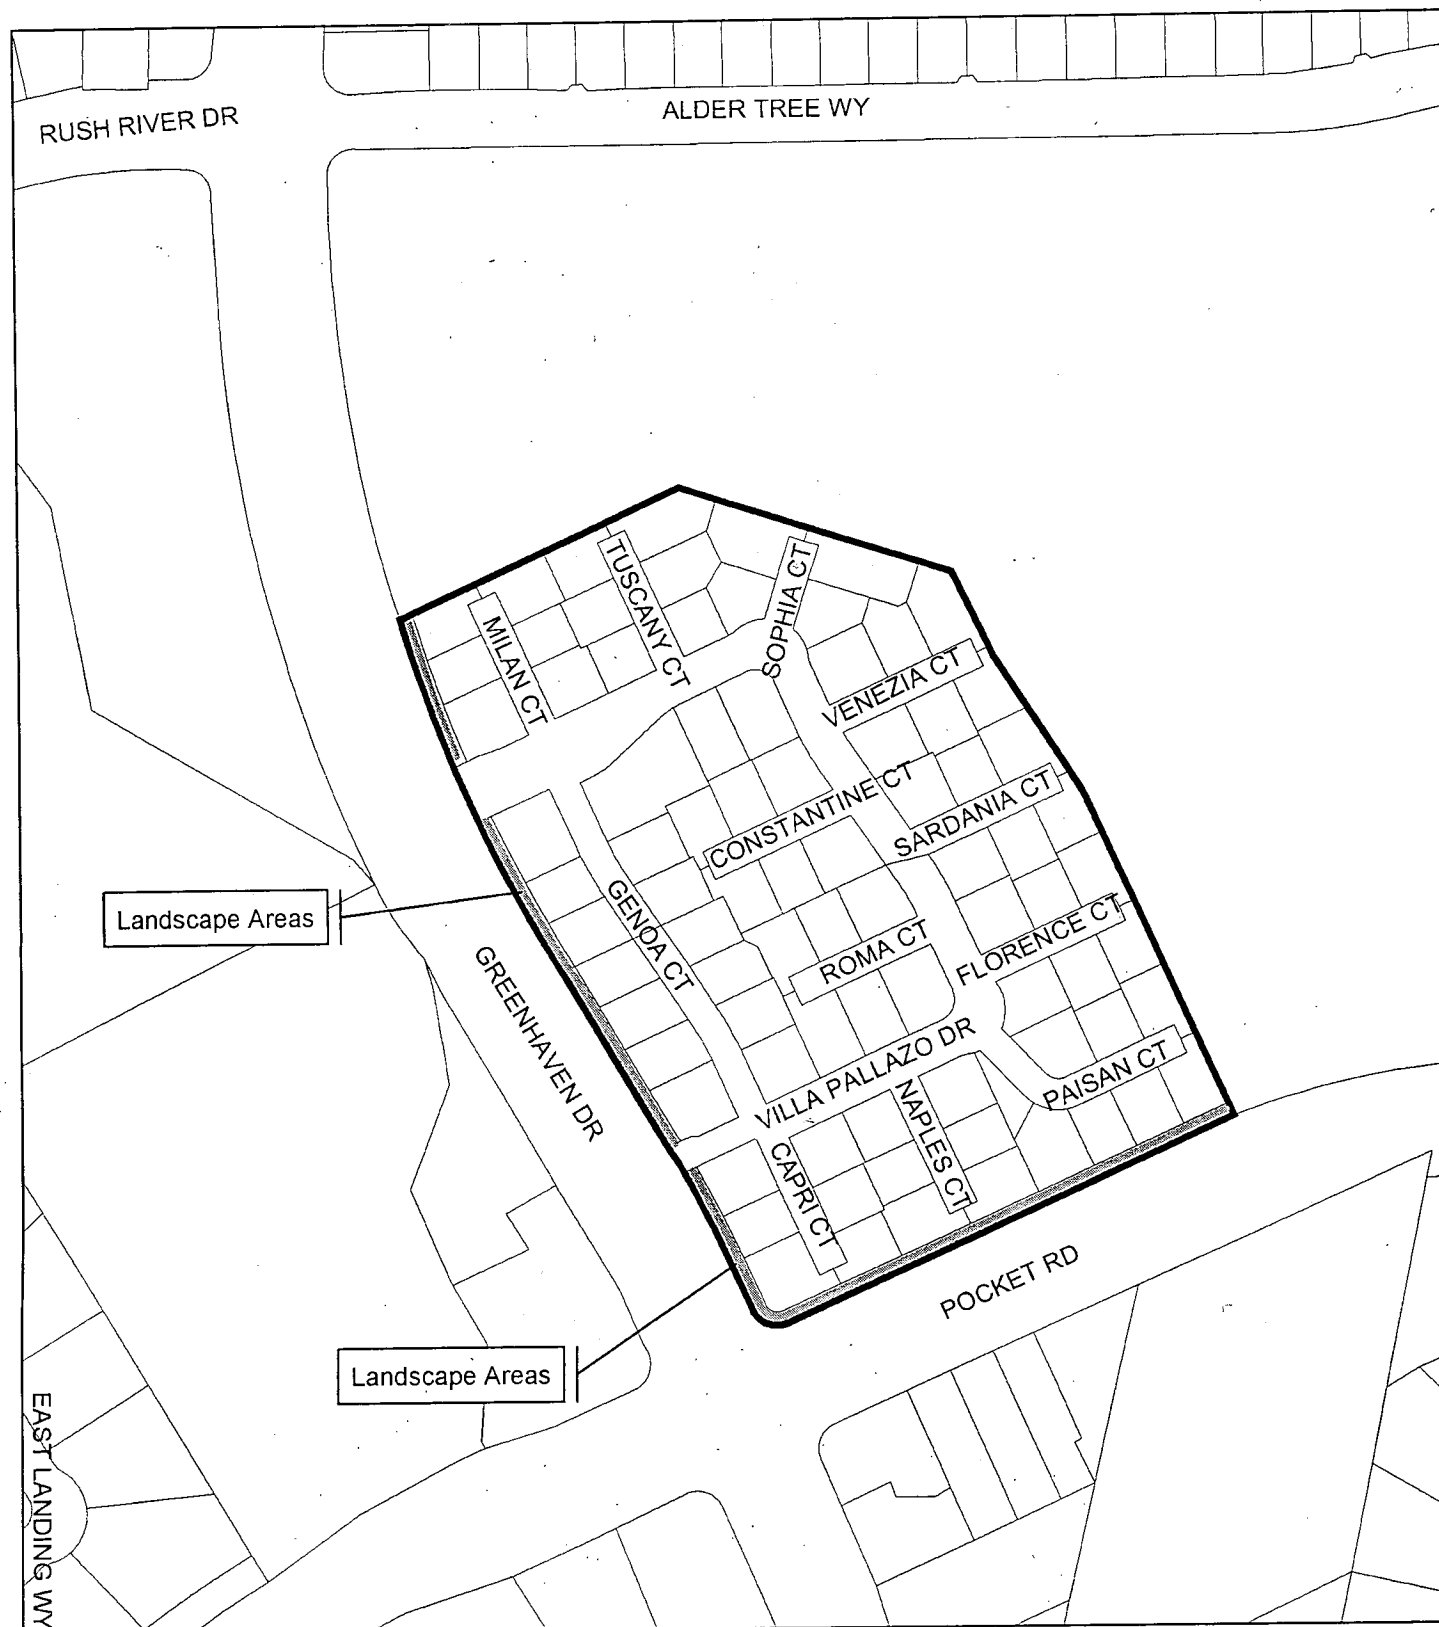 RUSH RIVER DR
ALDER TREE WY
TUSCANY CT
SOPHIA CT
MILAN CT
VENEZIA CT
CONSTANTINE CT
SARDANIA CT
Landscape Areas
GENOA CT
ROMA CT
FLORENCE CT
GREENHAVEN DR
VILLA PALLAZO DR
PAISAN CT
NAPLES CT
CAPRI CT
POCKET RD
Landscape Areas
EAST LANDING WY